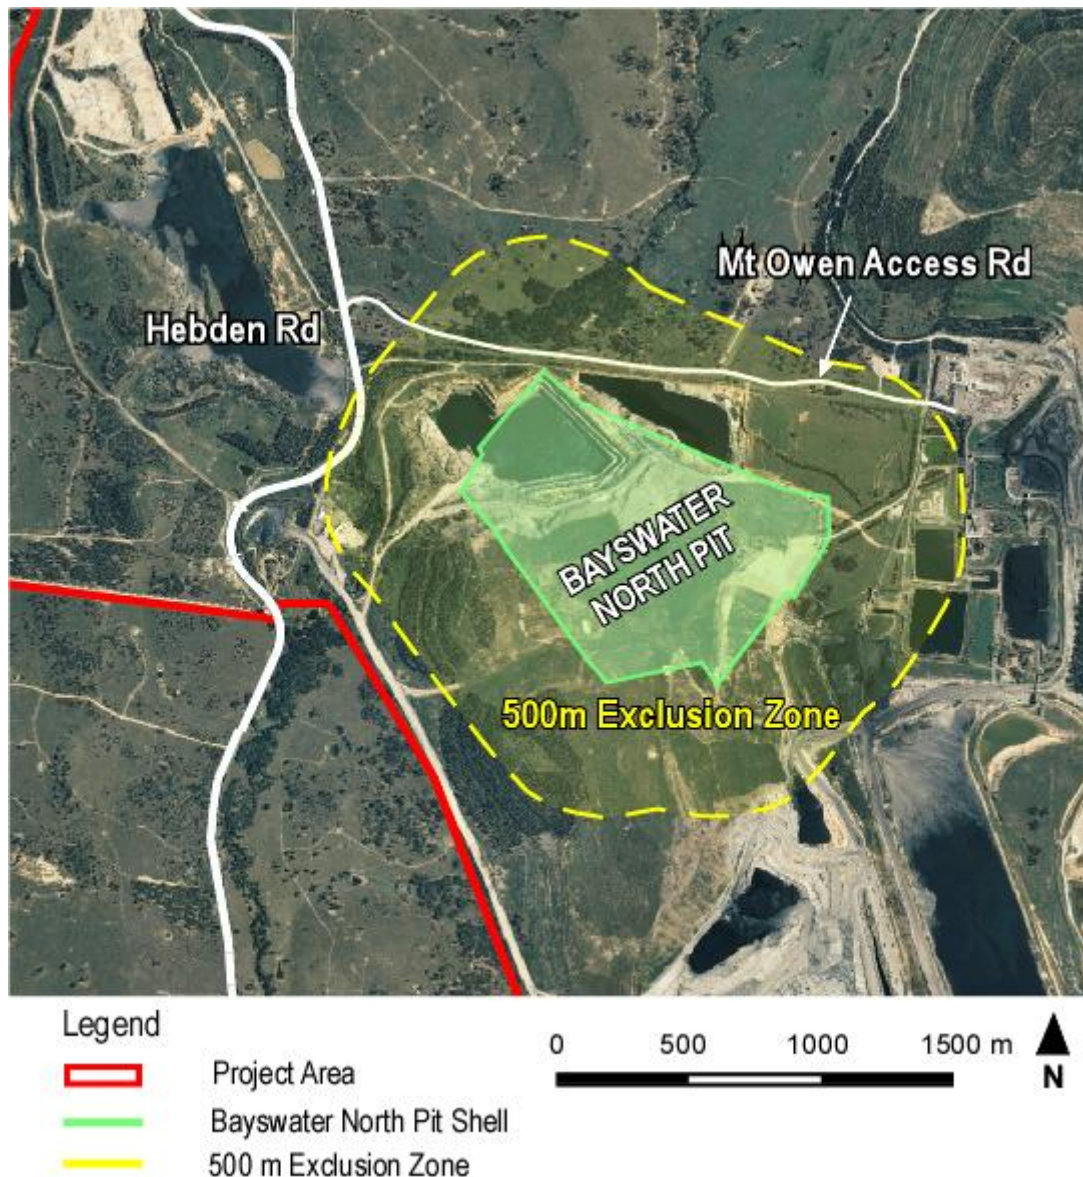 Mt Owen Access Rd
Hebden Rd
BAYSWATER
NORTH PIT
500m Exclusion Zone
Legend
Project Area
Bayswater North Pit Shell
500 m Exclusion Zone
0 500 1000 1500 m
N